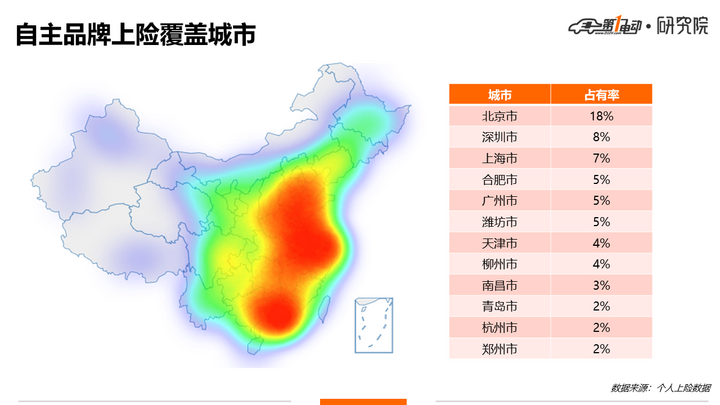 自主品牌上险覆盖城市
第1电动·研究院
城市 占有率
北京市 18%
深圳市 8%
上海市 7%
合肥市 5%
广州市 5%
潍坊市 5%
天津市 4%
柳州市 4%
南昌市 3%
青岛市 2%
杭州市 2%
郑州市 2%
数据来源：个人上险数据